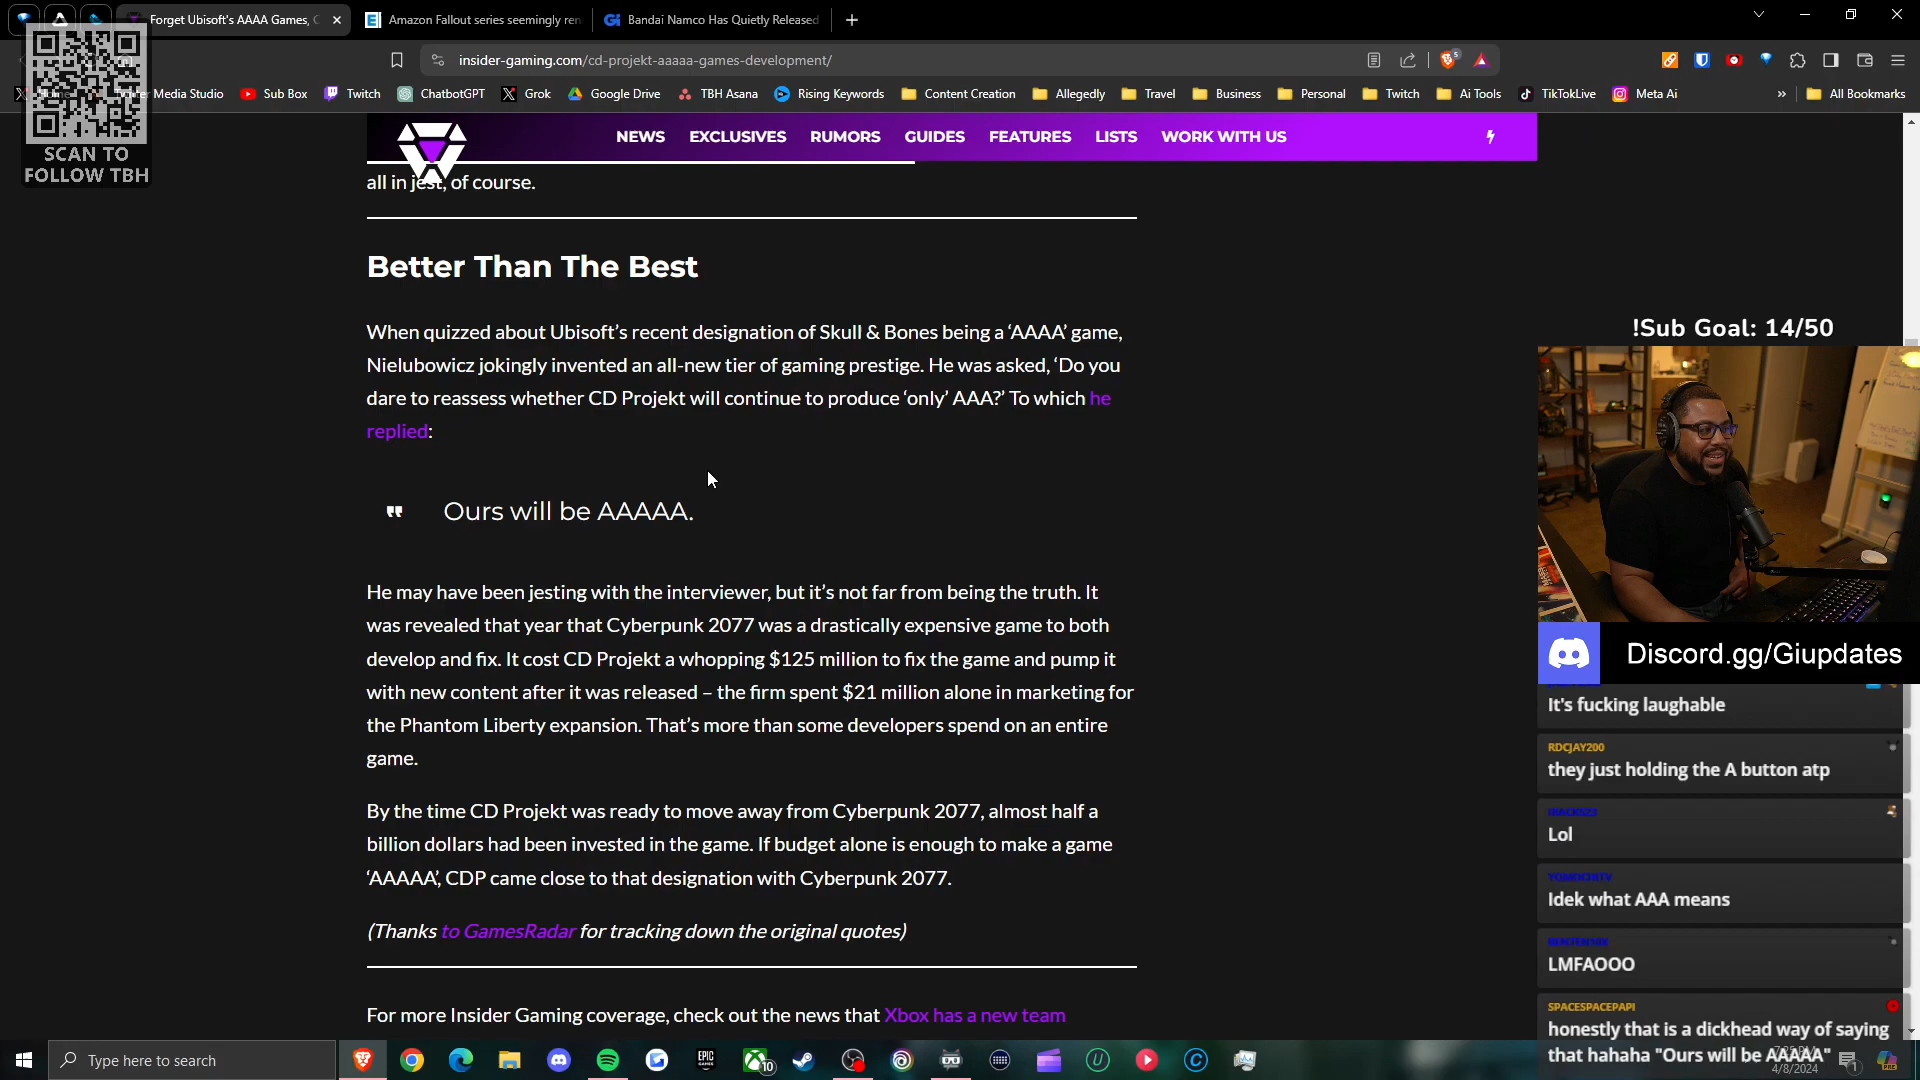 Forget Ubisoft's AAAA Games, C
Amazon Fallout series seemingly ren
Bandai Namco Has Quietly Released
insider-gaming.com/cd-projekt-aaaaa-games-development/
Media Studio
Sub Box
Twitch
ChatbotGPT
Grok
Google Drive
TBH Asana
Rising Keywords
Content Creation
Allegedly
Travel
Business
Personal
Twitch
Ai Tools
TikTokLive
Meta Ai
All Bookmarks
SCAN TO
FOLLOW TBH
NEWS
EXCLUSIVES
RUMORS
GUIDES
FEATURES
LISTS
WORK WITH US
all in jest, of course.
Better Than The Best
When quizzed about Ubisoft's recent designation of Skull & Bones being a ‘AAAA’ game,
Nielubowicz jokingly invented an all-new tier of gaming prestige. He was asked, ‘Do you
dare to reassess whether CD Projekt will continue to produce ‘only’ AAA?’ To which he
replied:
" Ours will be AAAAA.
He may have been jesting with the interviewer, but it's not far from being the truth. It
was revealed that year that Cyberpunk 2077 was a drastically expensive game to both
develop and fix. It cost CD Projekt a whopping $125 million to fix the game and pump it
with new content after it was released – the firm spent $21 million alone in marketing for
the Phantom Liberty expansion. That's more than some developers spend on an entire
game.
By the time CD Projekt was ready to move away from Cyberpunk 2077, almost half a
billion dollars had been invested in the game. If budget alone is enough to make a game
‘AAAAA’, CDP came close to that designation with Cyberpunk 2077.
(Thanks to GamesRadar for tracking down the original quotes)
For more Insider Gaming coverage, check out the news that Xbox has a new team
!Sub Goal: 14/50
Discord.gg/Giupdates
It's fucking laughable
RDCJAY200
they just holding the A button atp
Lol
YOMOCHITV
Idek what AAA means
LMFAOOO
SPACESPACEPAPI
honestly that is a dickhead way of saying
that hahaha "Ours will be AAAAA"
Type here to search
EPIC
GAMES
10
4/8/2024